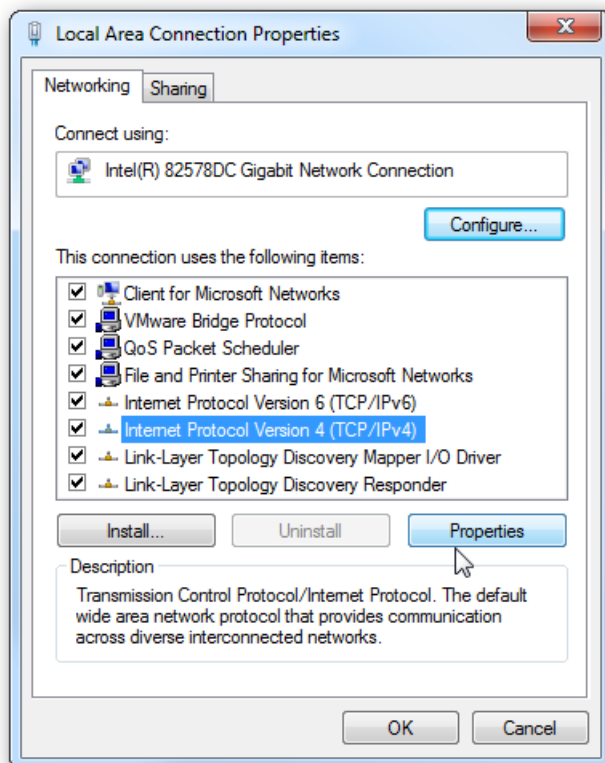 Local Area Connection Properties
Networking
Sharing
Connect using:
Intel(R) 82578DC Gigabit Network Connection
Configure...
This connection uses the following items:
Client for Microsoft Networks
VMware Bridge Protocol
QoS Packet Scheduler
File and Printer Sharing for Microsoft Networks
Internet Protocol Version 6 (TCP/IPv6)
Internet Protocol Version 4 (TCP/IPv4)
Link-Layer Topology Discovery Mapper I/O Driver
Link-Layer Topology Discovery Responder
Install...
Uninstall
Properties
Description
Transmission Control Protocol/Internet Protocol. The default
wide area network protocol that provides communication
across diverse interconnected networks.
OK
Cancel